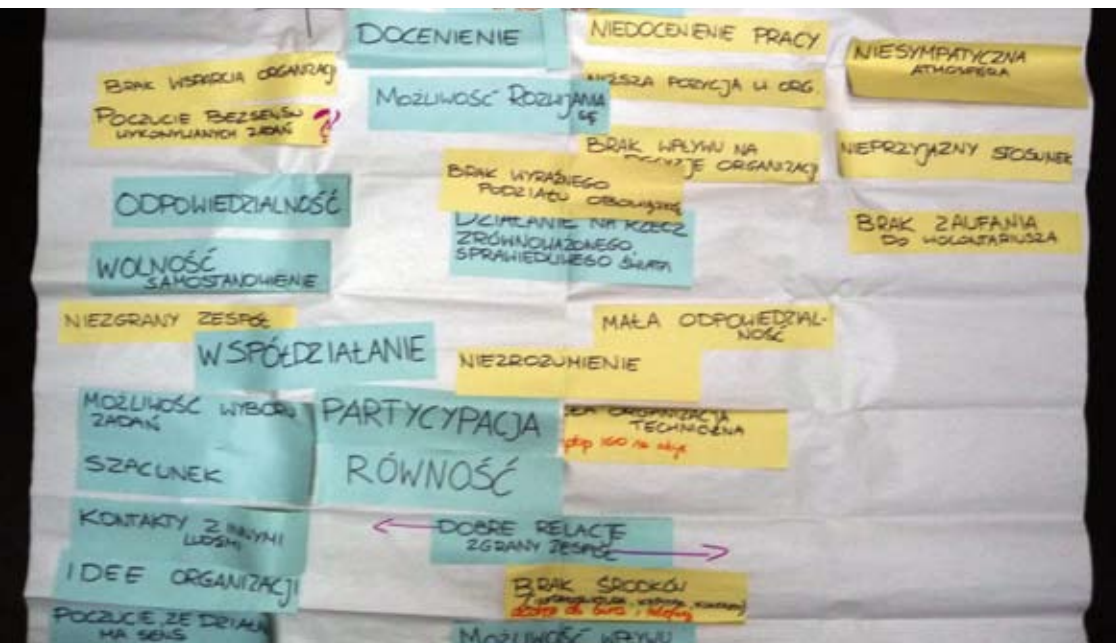 DOCENIENIE
NIEDOCENIENIE PRACY
NIESYMPATYCZNA
ATMOSFERA
BRAK WSPARCIA ORGANIZACJI
NIŻSZA POZYCJA W ORG.
MOŻLIWOŚĆ ROZWIJANIA
SIĘ
POCZUCIE BEZSENSU
WYKONYWANYCH ZADAŃ ?
BRAK WPŁYWU NA
ORGANIZACJI
NIEPRZYJAZNY STOSUNEK
BRAK WYRAŹNEGO
PODZIAŁU OBOWIĄZKÓW
ODPOWIEDZIALNOŚĆ
DZIAŁANIE NA RZECZ
ZRÓWNOWAŻONEGO,
SPRAWIEDLIWEGO ŚWIATA
BRAK ZAUFANIA
DO WOLONTARIUSZA
WOLNOŚĆ
SAMOSTANOWIENIE
NIEZGRANY ZESPÓŁ
MAŁA ODPOWIEDZIAL-
NOŚĆ
WSPÓŁDZIAŁANIE
NIEZROZUMIENIE
MOŻLIWOŚĆ WYBORU
ZADAŃ
PARTYCYPACJA
ORGANIZACJA
TECHNICZNA
SZACUNEK
RÓWNOŚĆ
KONTAKTY Z INNYMI
LUDŹMI
DOBRE RELACJE
ZGRANY ZESPÓŁ
IDEE ORGANIZACJI
BRAK ŚRODKÓW
POCZUCIE, ŻE
MA SENS
MOŻLIWOŚĆ WPŁYWU